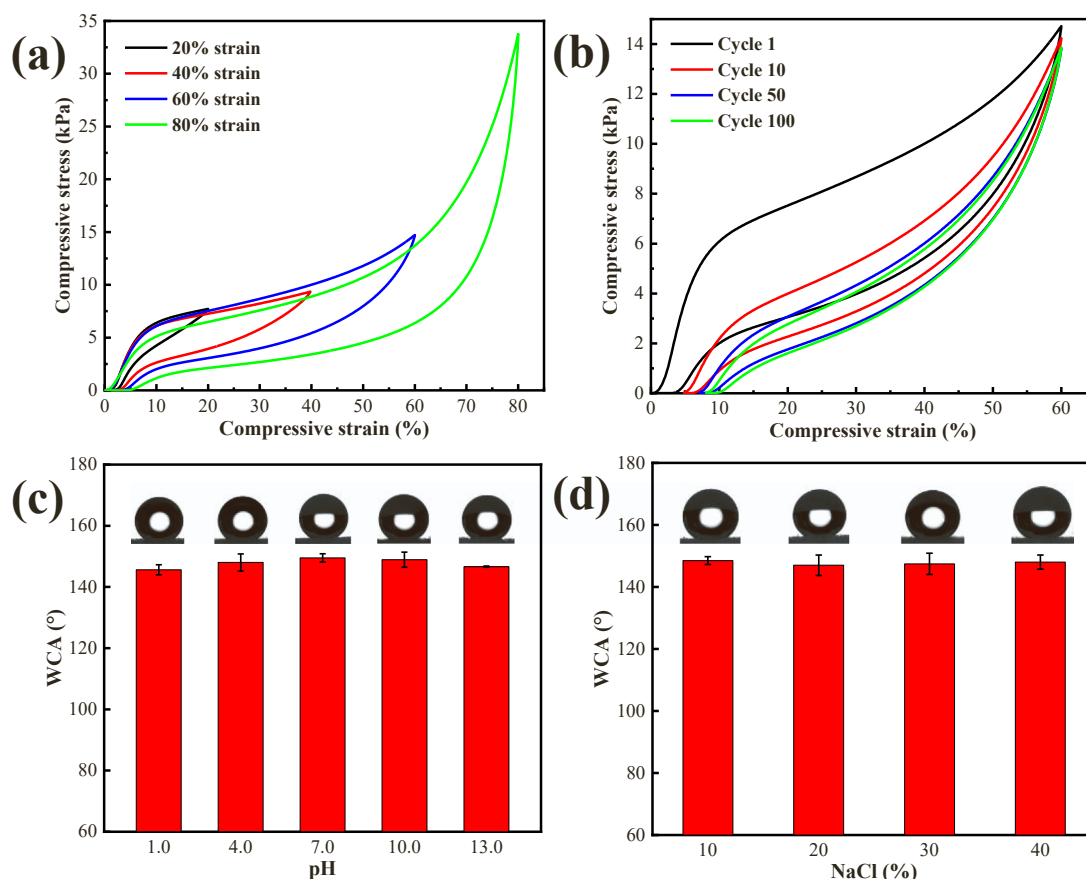 (a)
20% strain
40% strain
60% strain
80% strain
Compressive stress (kPa)
35
30
25
20
15
10
5
0
0 10 20 30 40 50 60 70 80
Compressive strain (%)
(b)
Cycle 1
Cycle 10
Cycle 50
Cycle 100
Compressive stress (kPa)
14
12
10
8
6
4
2
0
0 10 20 30 40 50 60
Compressive strain (%)
(c)
WCA (°)
180
160
140
120
100
80
60
1.0 4.0 7.0 10.0 13.0
pH
(d)
WCA (°)
180
160
140
120
100
80
60
10 20 30 40
NaCl (%)